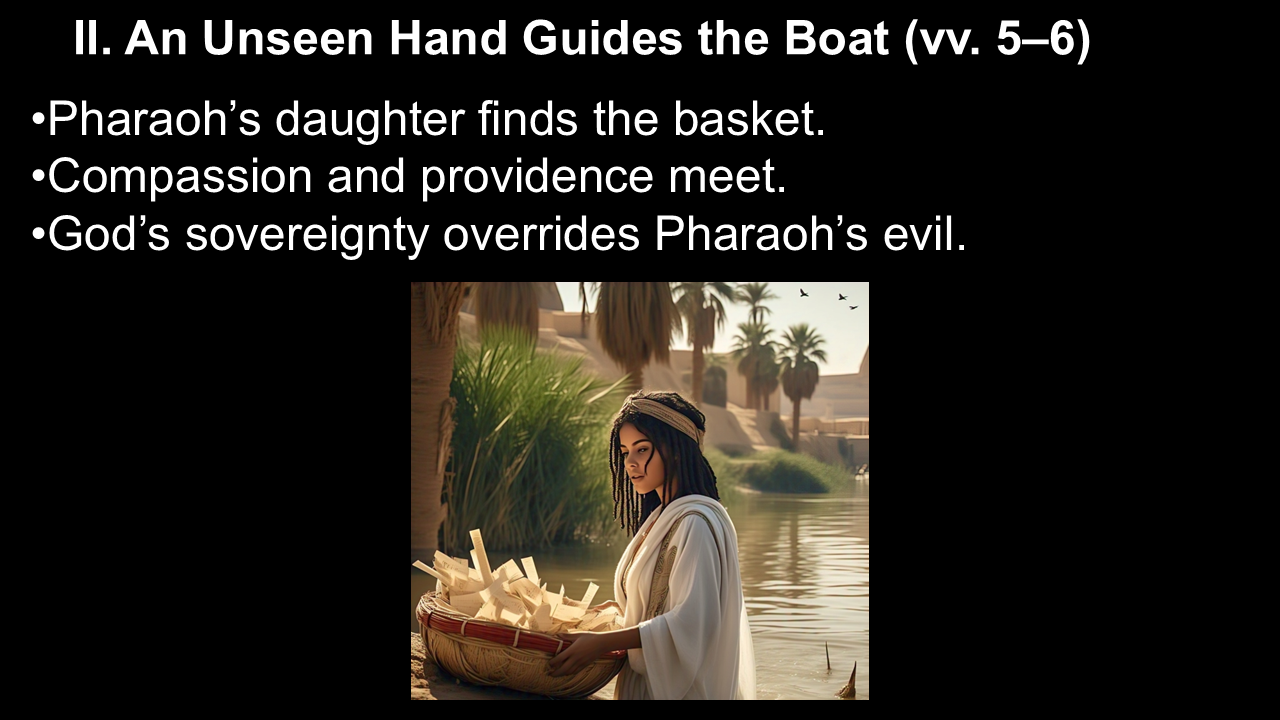 II. An Unseen Hand Guides the Boat (vv. 5–6)
•Pharaoh’s daughter finds the basket.
•Compassion and providence meet.
•God’s sovereignty overrides Pharaoh’s evil.